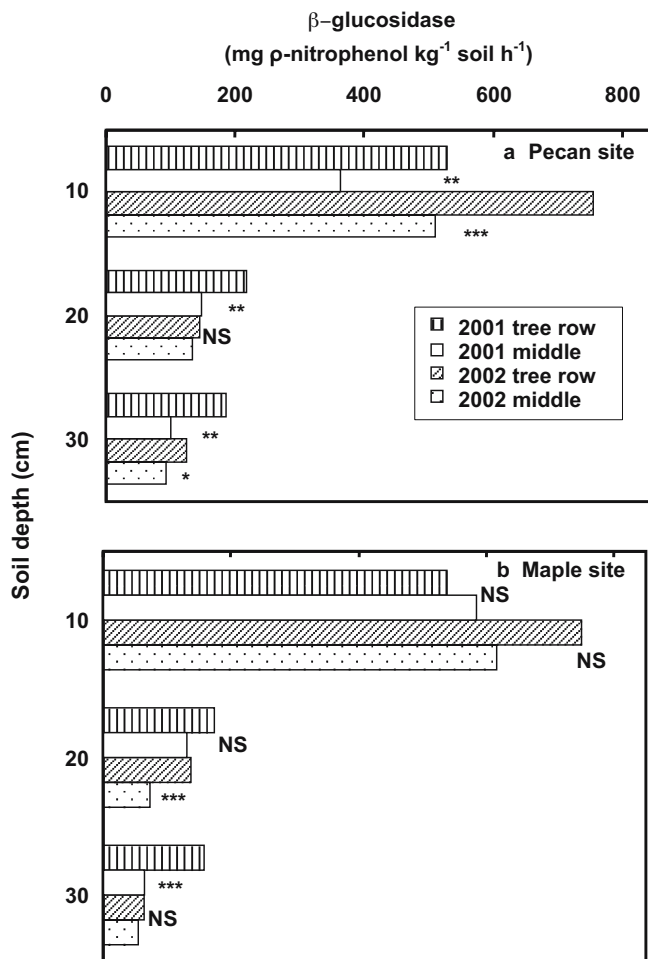 β–glucosidase
(mg ρ-nitrophenol kg⁻¹ soil h⁻¹)
0 200 400 600 800
a Pecan site
10
**
***
20
**
NS
30
**
*
2001 tree row
2001 middle
2002 tree row
2002 middle
Soil depth (cm)
b Maple site
10
NS
NS
20
NS
***
30
***
NS